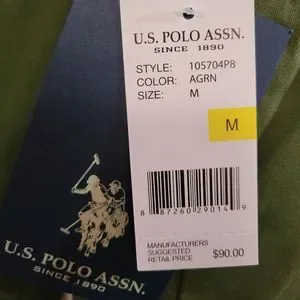 U.S. POLO ASSN.
SINCE 1890
STYLE: 105704P8
COLOR: AGRN
SIZE: M
M
8 87260 29014 9
MANUFACTURERS
SUGGESTED
RETAIL PRICE $90.00
U.S. POLO ASSN.
SINCE 1890